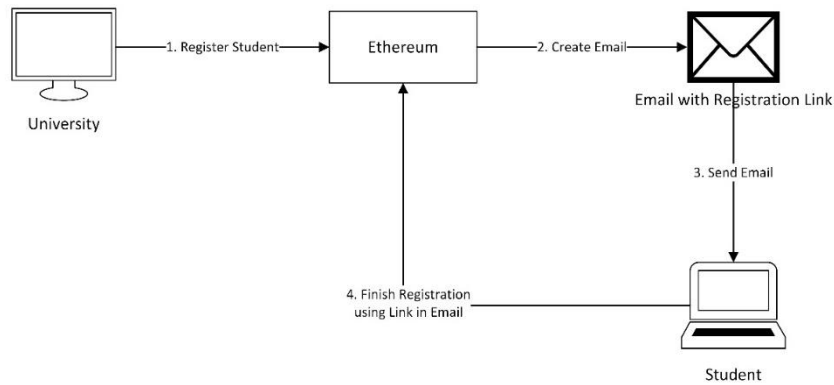 1. Register Student
Ethereum
2. Create Email
University
Email with Registration Link
3. Send Email
4. Finish Registration
using Link in Email
Student